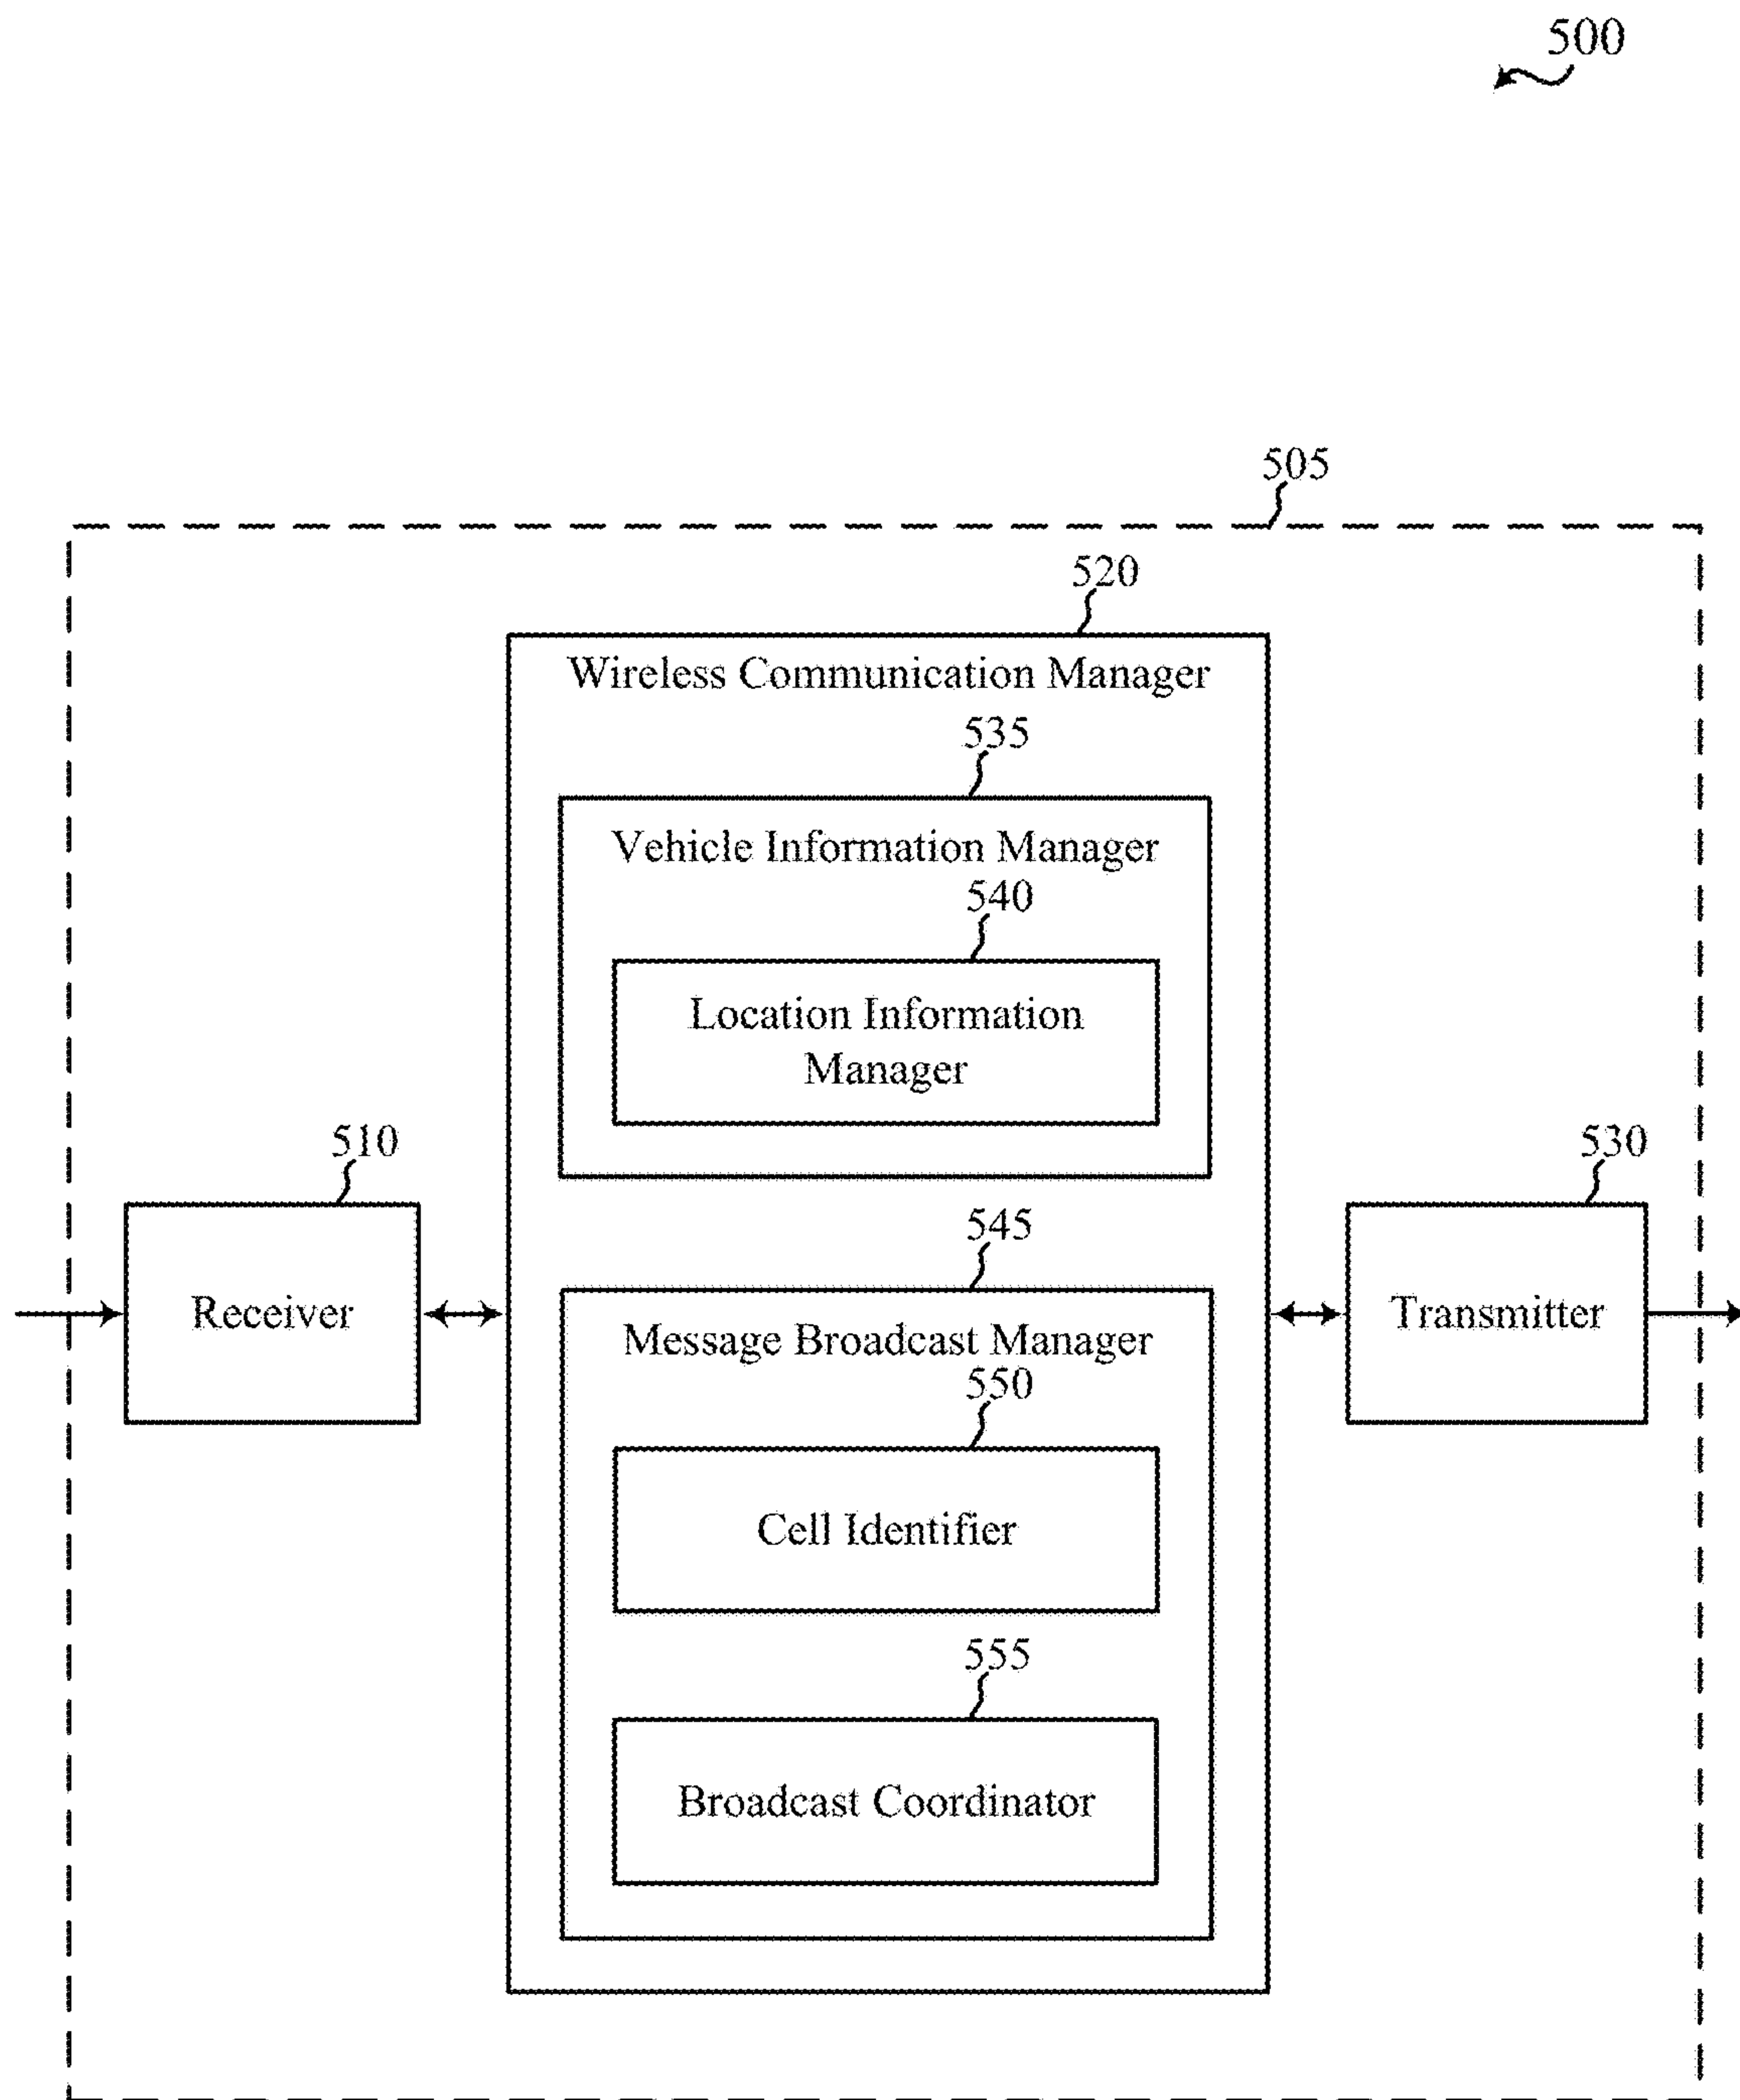 500
505
520
Wireless Communication Manager
535
Vehicle Information Manager
540
Location Information
Manager
510
Receiver
530
Transmitter
545
Message Broadcast Manager
550
Cell Identifier
555
Broadcast Coordinator